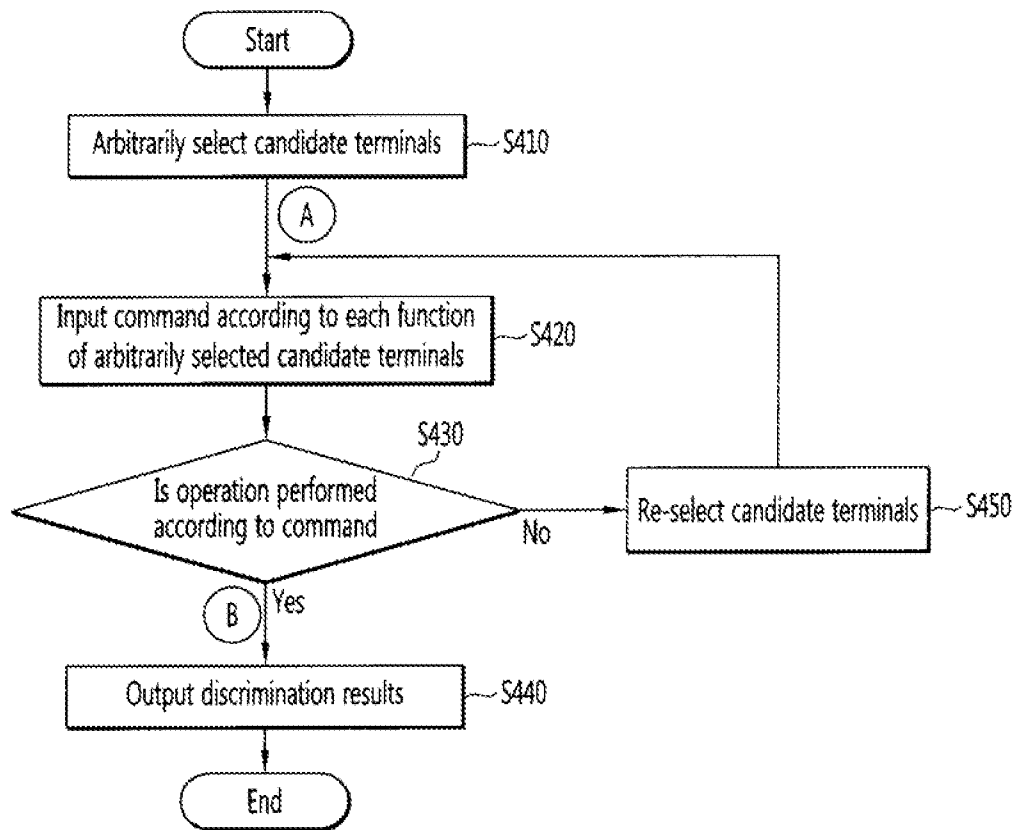 Start
Arbitrarily select candidate terminals
S410
A
Input command according to each function
of arbitrarily selected candidate terminals
S420
S430
Is operation performed
according to command
No
Re-select candidate terminals
S450
Yes
B
Output discrimination results
S440
End